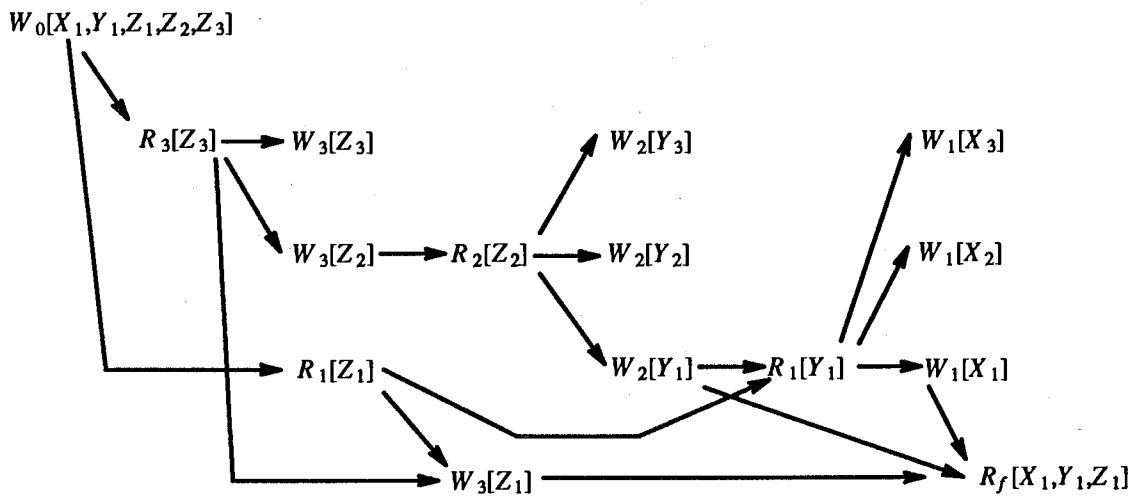 W0[X1,Y1,Z1,Z2,Z3]
R3[Z3] W3[Z3] W2[Y3] W1[X3]
W3[Z2] R2[Z2] W2[Y2] W1[X2]
R1[Z1] W2[Y1] R1[Y1] W1[X1]
W3[Z1] Rf[X1,Y1,Z1]